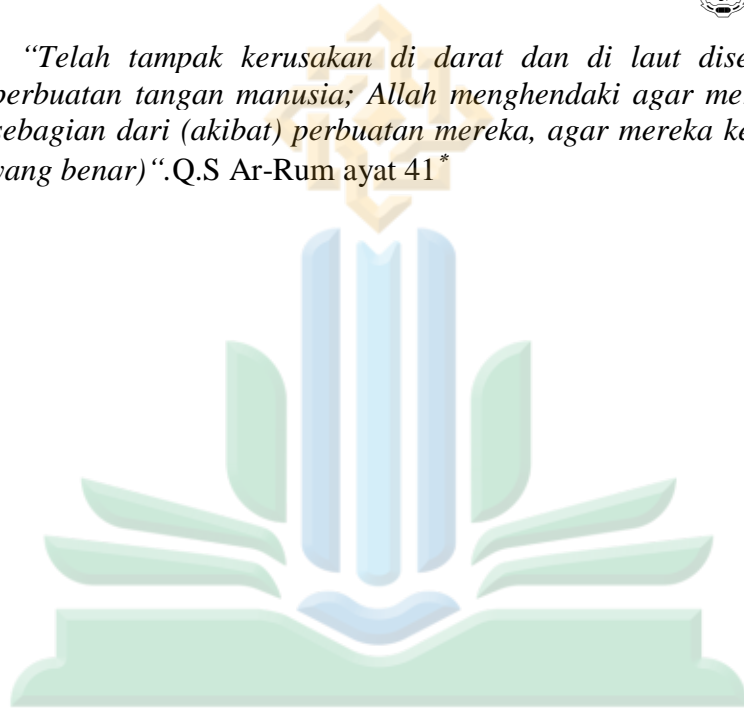 “Telah tampak kerusakan di darat dan di laut dise
perbuatan tangan manusia; Allah menghendaki agar me
sebagian dari (akibat) perbuatan mereka, agar mereka ke
yang benar)“.Q.S Ar-Rum ayat 41*